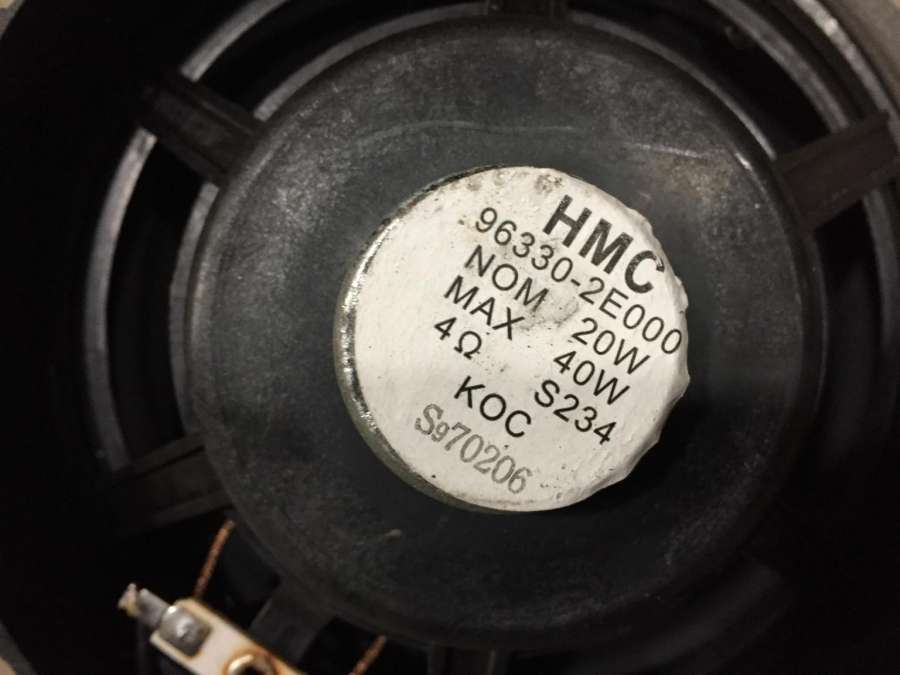 HMC
96330-2E000
NOM 20W
MAX 40W
4Ω S234
KOC
S970206